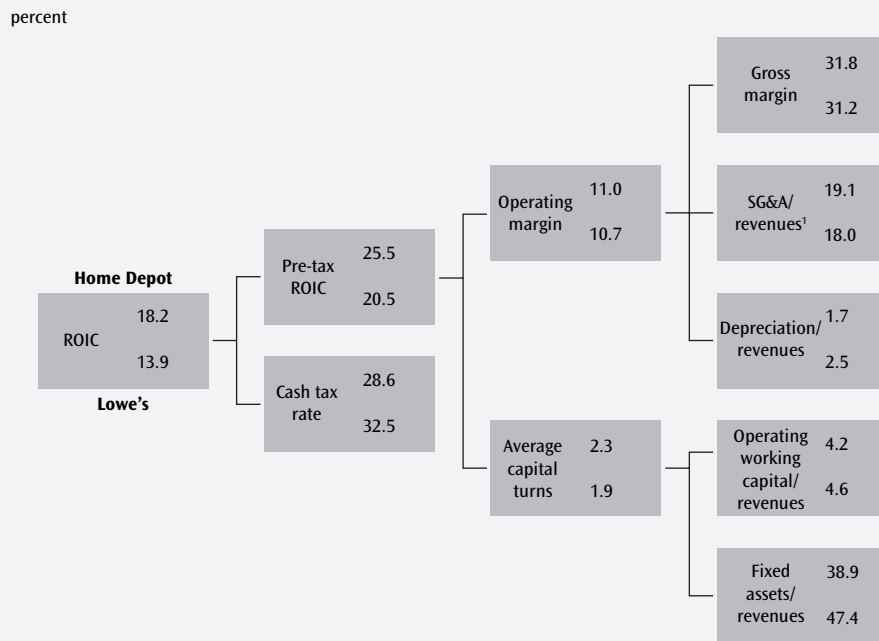 percent
Home Depot
ROIC
18.2
13.9
Lowe's
Pre-tax
ROIC
25.5
20.5
Cash tax
rate
28.6
32.5
Operating
margin
11.0
10.7
Average
capital
turns
2.3
1.9
Gross
margin
31.8
31.2
SG&A/
revenues¹
19.1
18.0
Depreciation/
revenues
1.7
2.5
Operating
working
capital/
revenues
4.2
4.6
Fixed
assets/
revenues
38.9
47.4